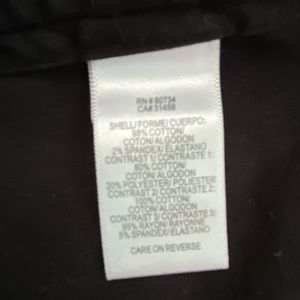 RN # 80734
CA# 31456
SHELL/ FORME/ CUERPO:
98% COTTON/
COTON/ALGODON
2% SPANDEX/ ELASTANO
CONTRAST 1/ CONTRASTE 1:
80% COTTON/
COTON/ALGODON
20% POLYESTER/ POLIÉSTER
CONTRAST 2/ CONTRASTE 2:
100% COTTON/
COTON/ALGODON
CONTRAST 3/ CONTRASTE 3:
95% RAYON/ RAYONNE
5% SPANDEX/ ELASTANO
CARE ON REVERSE